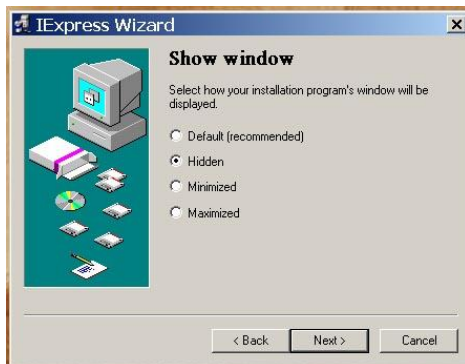 IExpress Wizard
Show window
Select how your installation program's window will be
displayed.
Default (recommended)
Hidden
Minimized
Maximized
< Back
Next >
Cancel